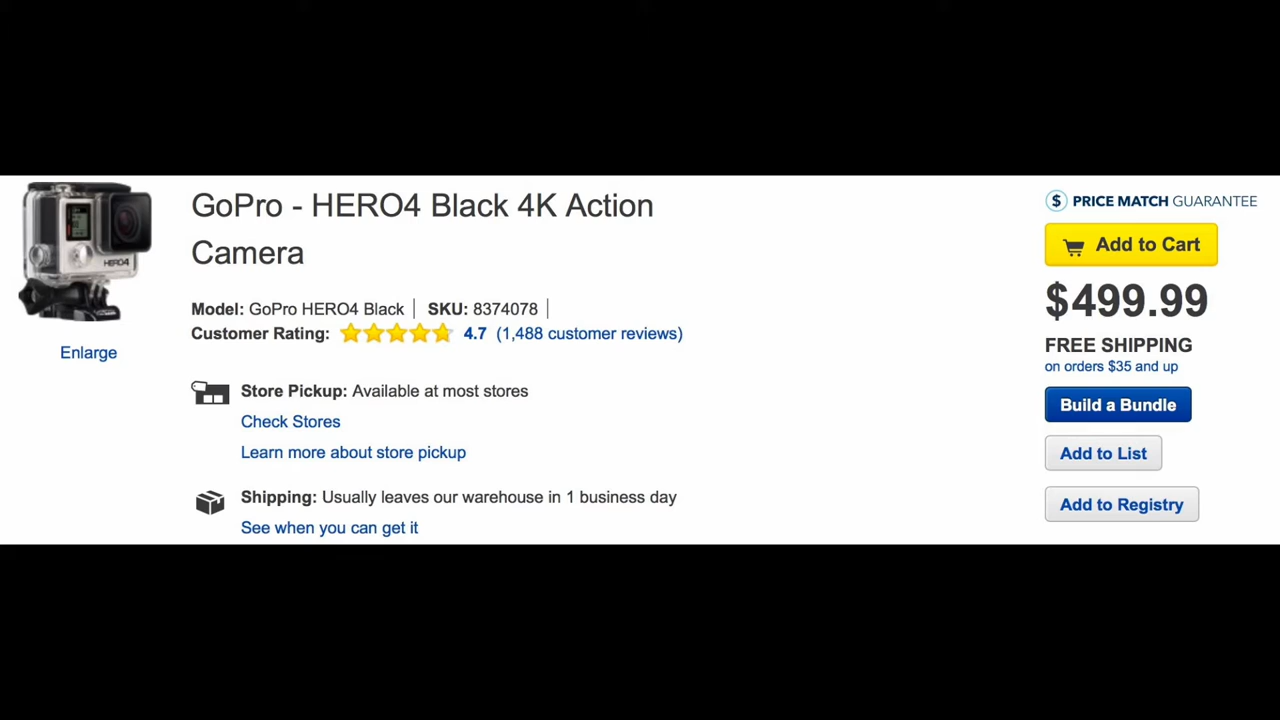 GoPro - HERO4 Black 4K Action
Camera
Model: GoPro HERO4 Black | SKU: 8374078 |
Customer Rating: 4.7 (1,488 customer reviews)
HERO4
Enlarge
Store Pickup: Available at most stores
Check Stores
Learn more about store pickup
Shipping: Usually leaves our warehouse in 1 business day
See when you can get it
$ PRICE MATCH GUARANTEE
Add to Cart
$499.99
FREE SHIPPING
on orders $35 and up
Build a Bundle
Add to List
Add to Registry